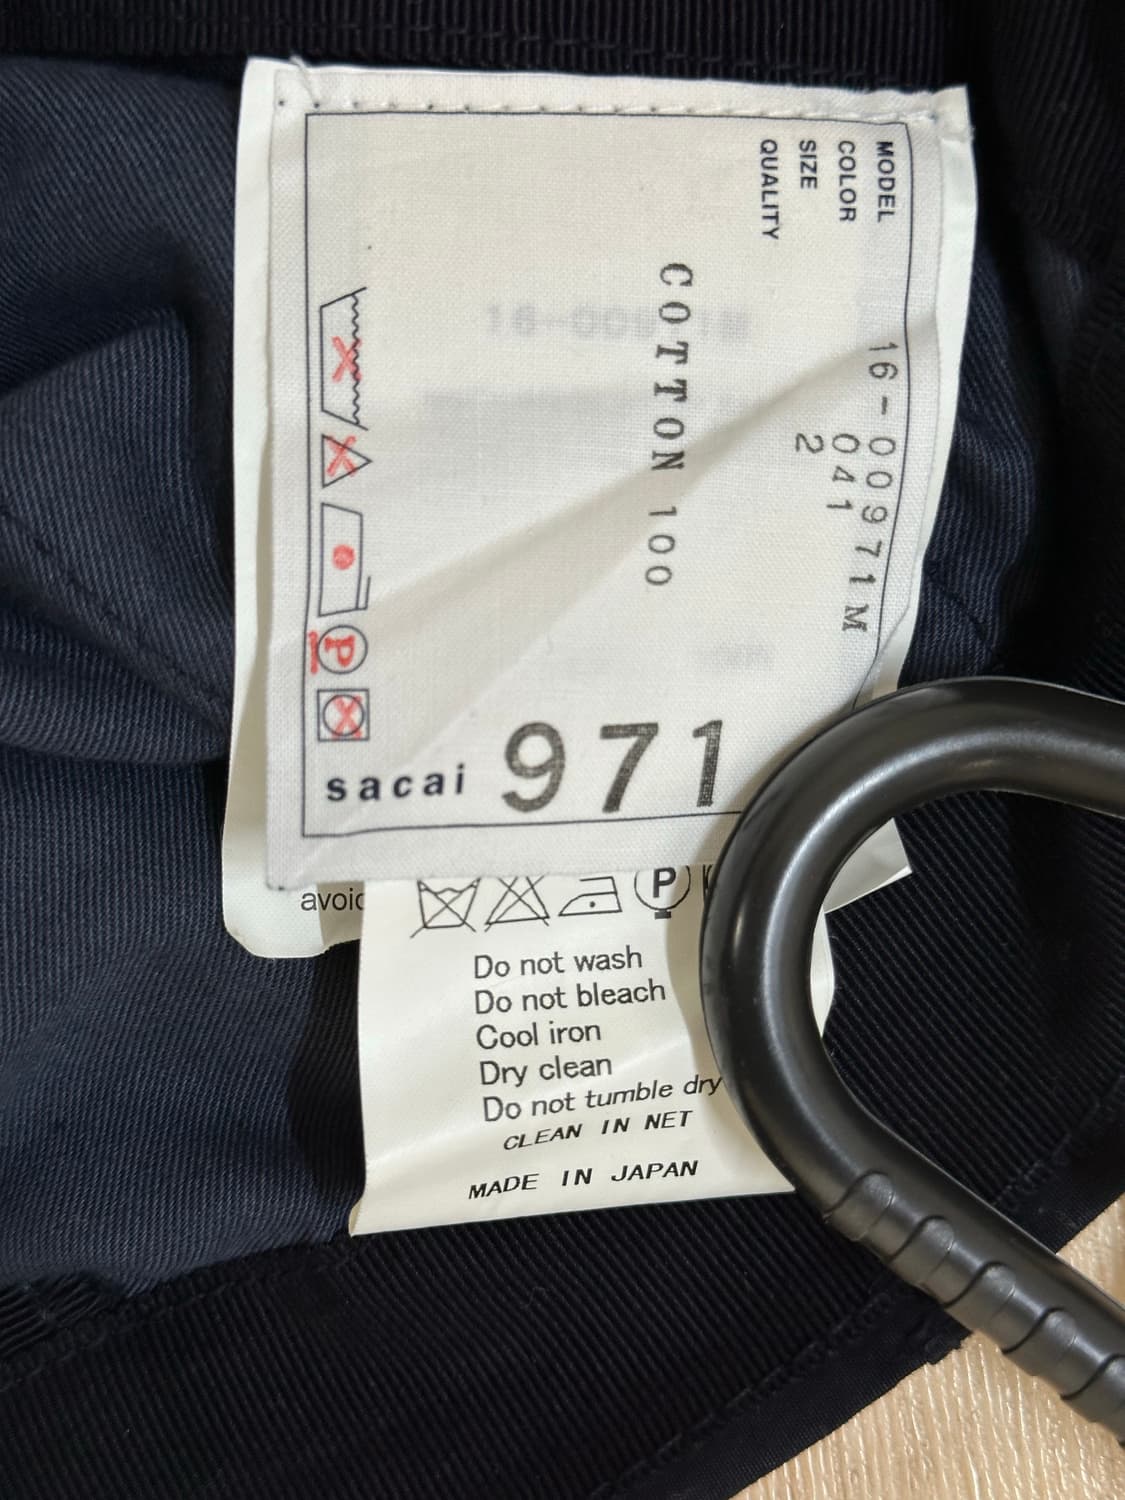 MODEL 16-00971M
COLOR 041
SIZE 2
QUALITY
COTTON 100
P
sacai 971
avoid
P
Do not wash
Do not bleach
Cool iron
Dry clean
Do not tumble dry
CLEAN IN NET
MADE IN JAPAN